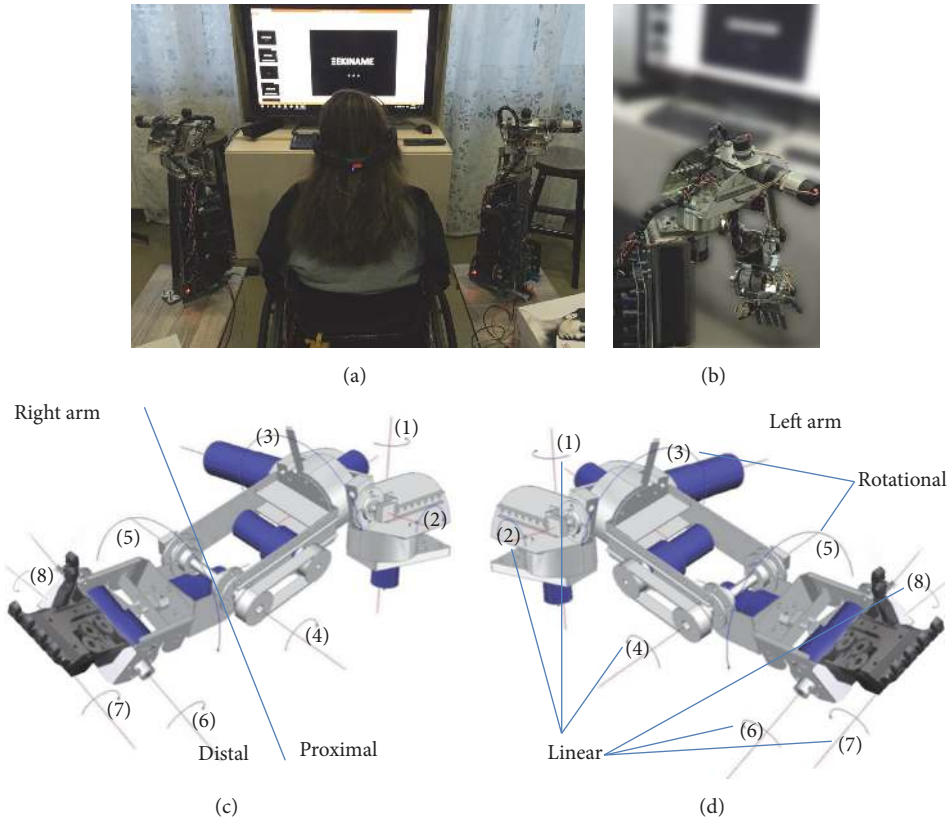 ΞEKINAME
(a)
(b)
Right arm
(1)
(3)
(2)
(5)
(8)
(4)
(7)
(6)
Distal
Proximal
(c)
Left arm
(1)
(3)
Rotational
(2)
(5)
(8)
(4)
Linear
(6)
(7)
(d)